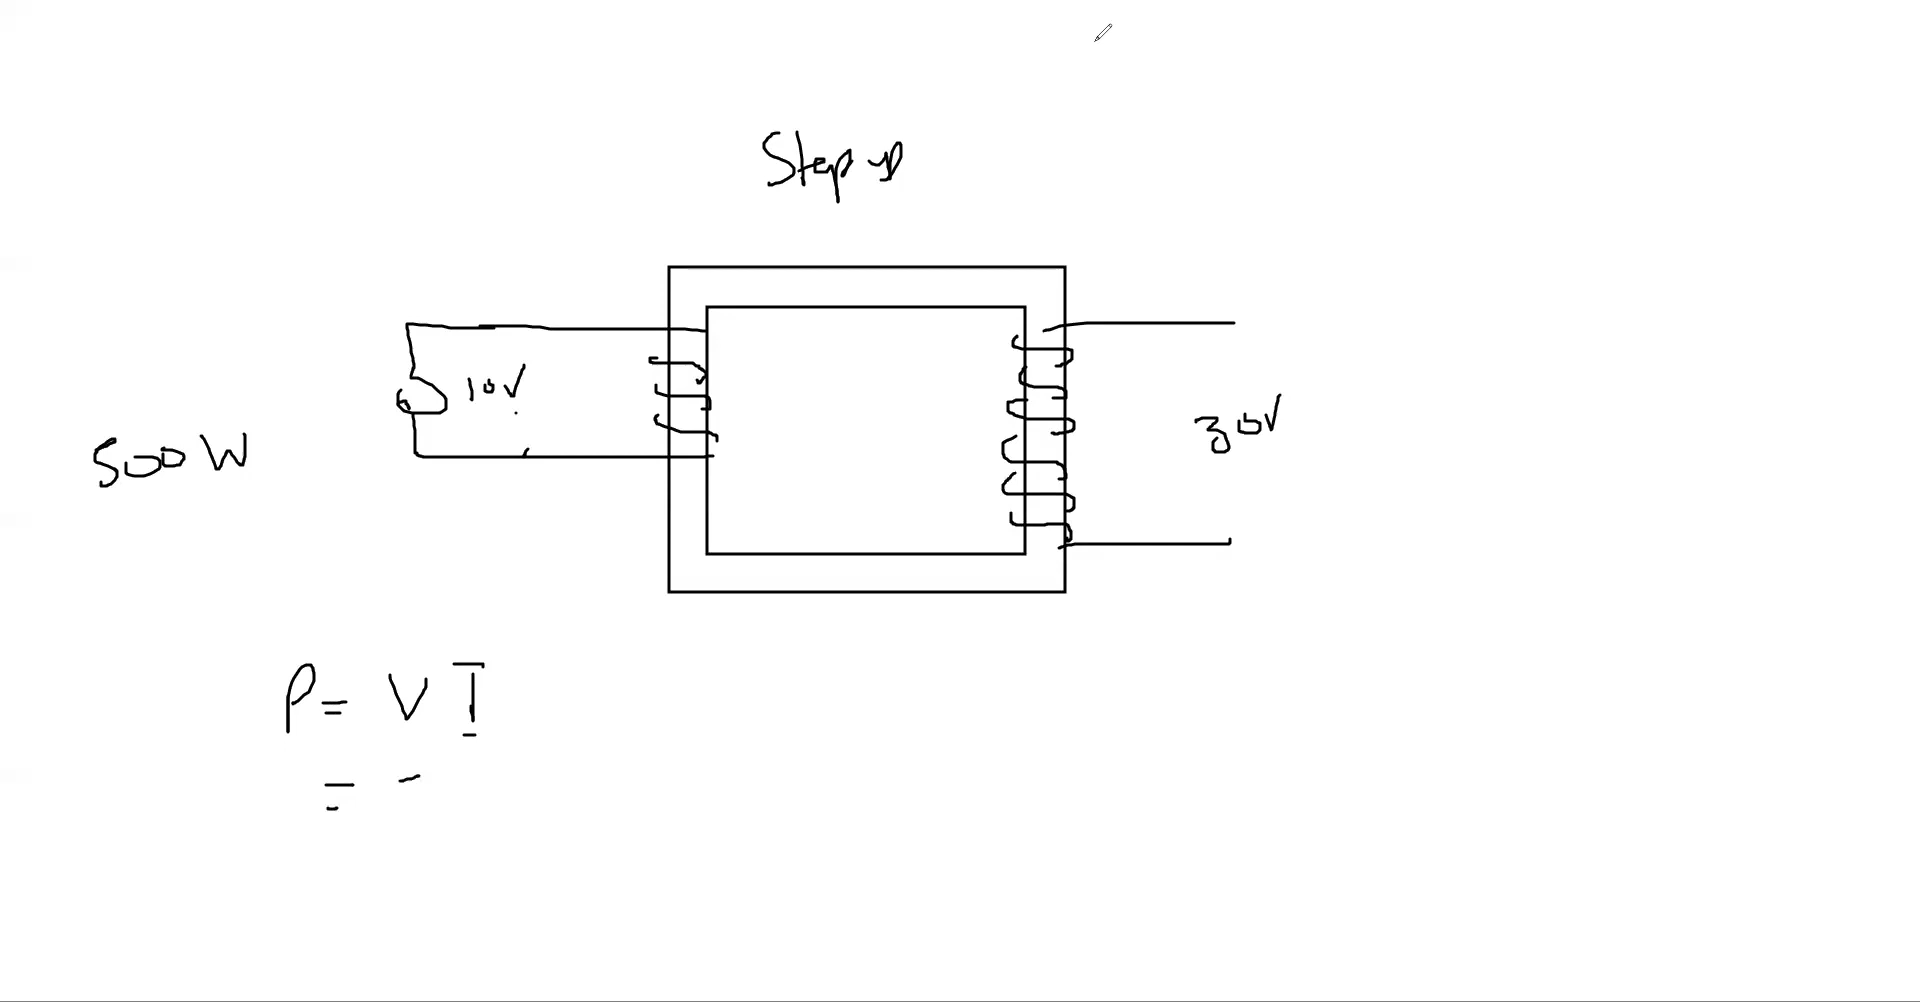 Step up
10V
30V
500W
P = V I
= -